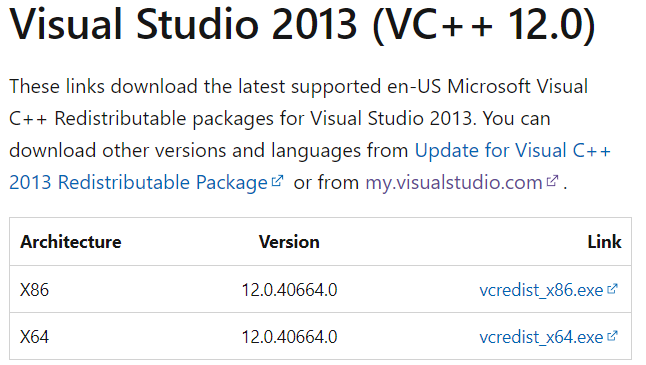 Visual Studio 2013 (VC++ 12.0)
These links download the latest supported en-US Microsoft Visual
C++ Redistributable packages for Visual Studio 2013. You can
download other versions and languages from Update for Visual C++
2013 Redistributable Package or from my.visualstudio.com .
Architecture Version Link
X86 12.0.40664.0 vcredist_x86.exe
X64 12.0.40664.0 vcredist_x64.exe